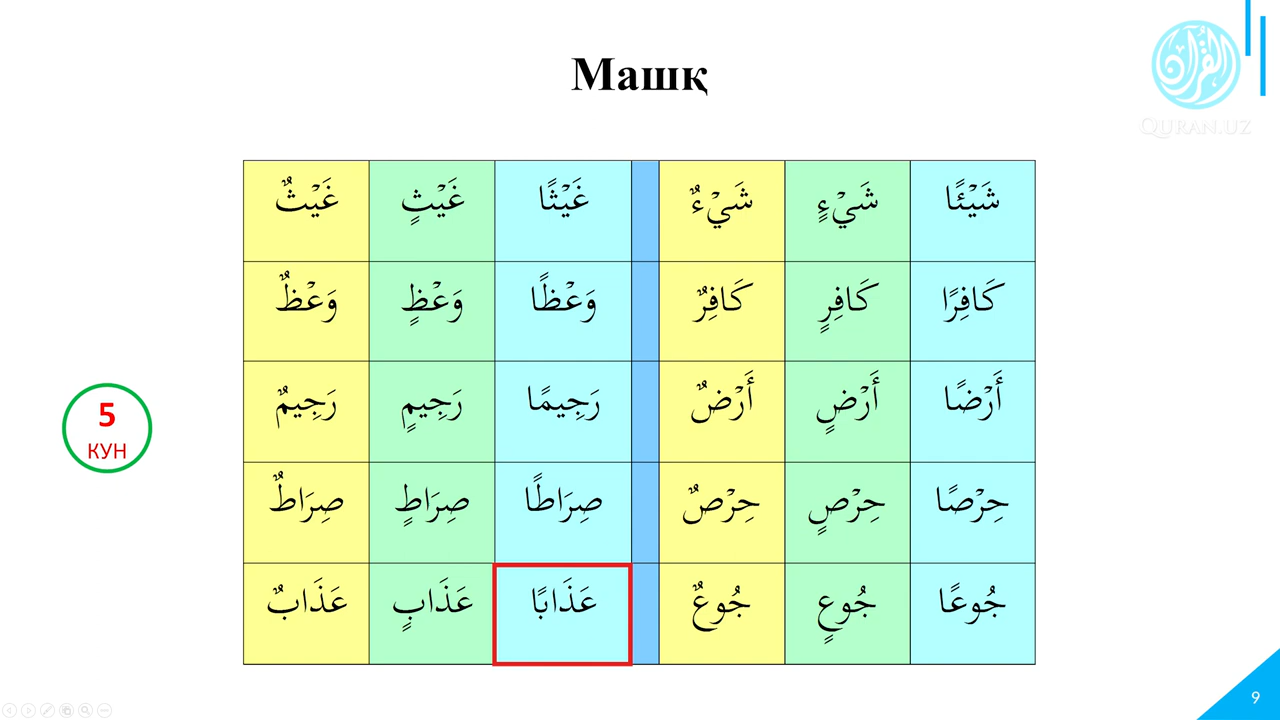 Машқ
القرآن
QURAN.UZ
شَيْئًا شَيْءٍ شَيْءٌ غَيْثًا غَيْثٍ غَيْثٌ
كَافِرًا كَافِرٍ كَافِرٌ وَعْظًا وَعْظٍ وَعْظٌ
أَرْضًا أَرْضٍ أَرْضٌ رَجِيمًا رَجِيمٍ رَجِيمٌ
حِرْصًا حِرْصٍ حِرْصٌ صِرَاطًا صِرَاطٍ صِرَاطٌ
جُوعًا جُوعٍ جُوعٌ عَذَابًا عَذَابٍ عَذَابٌ
5
КУН
9